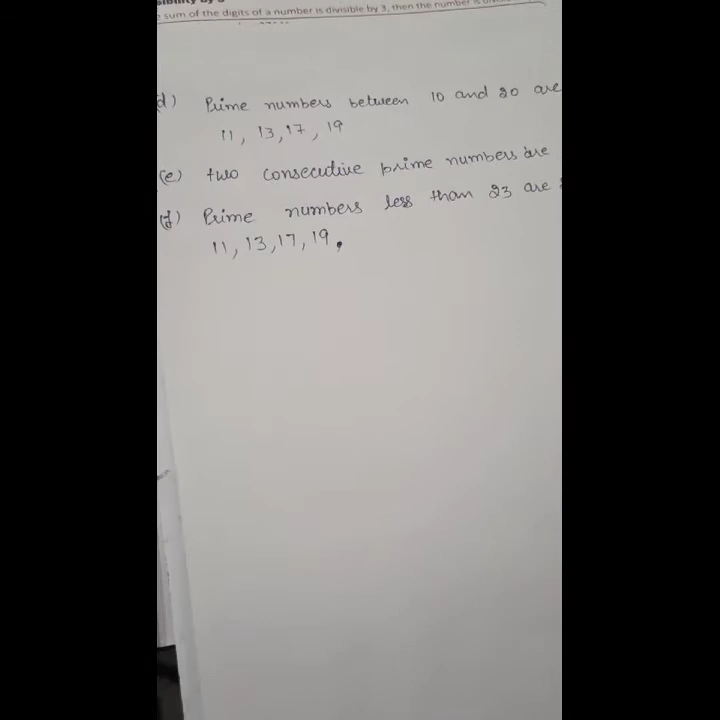 sum of the digits of a number is divisible by 3, then the number is
(d) Prime numbers between 10 and 20 are
11, 13, 17, 19
(e) two consecutive prime numbers are
(f) Prime numbers less than 23 are
11, 13, 17, 19,